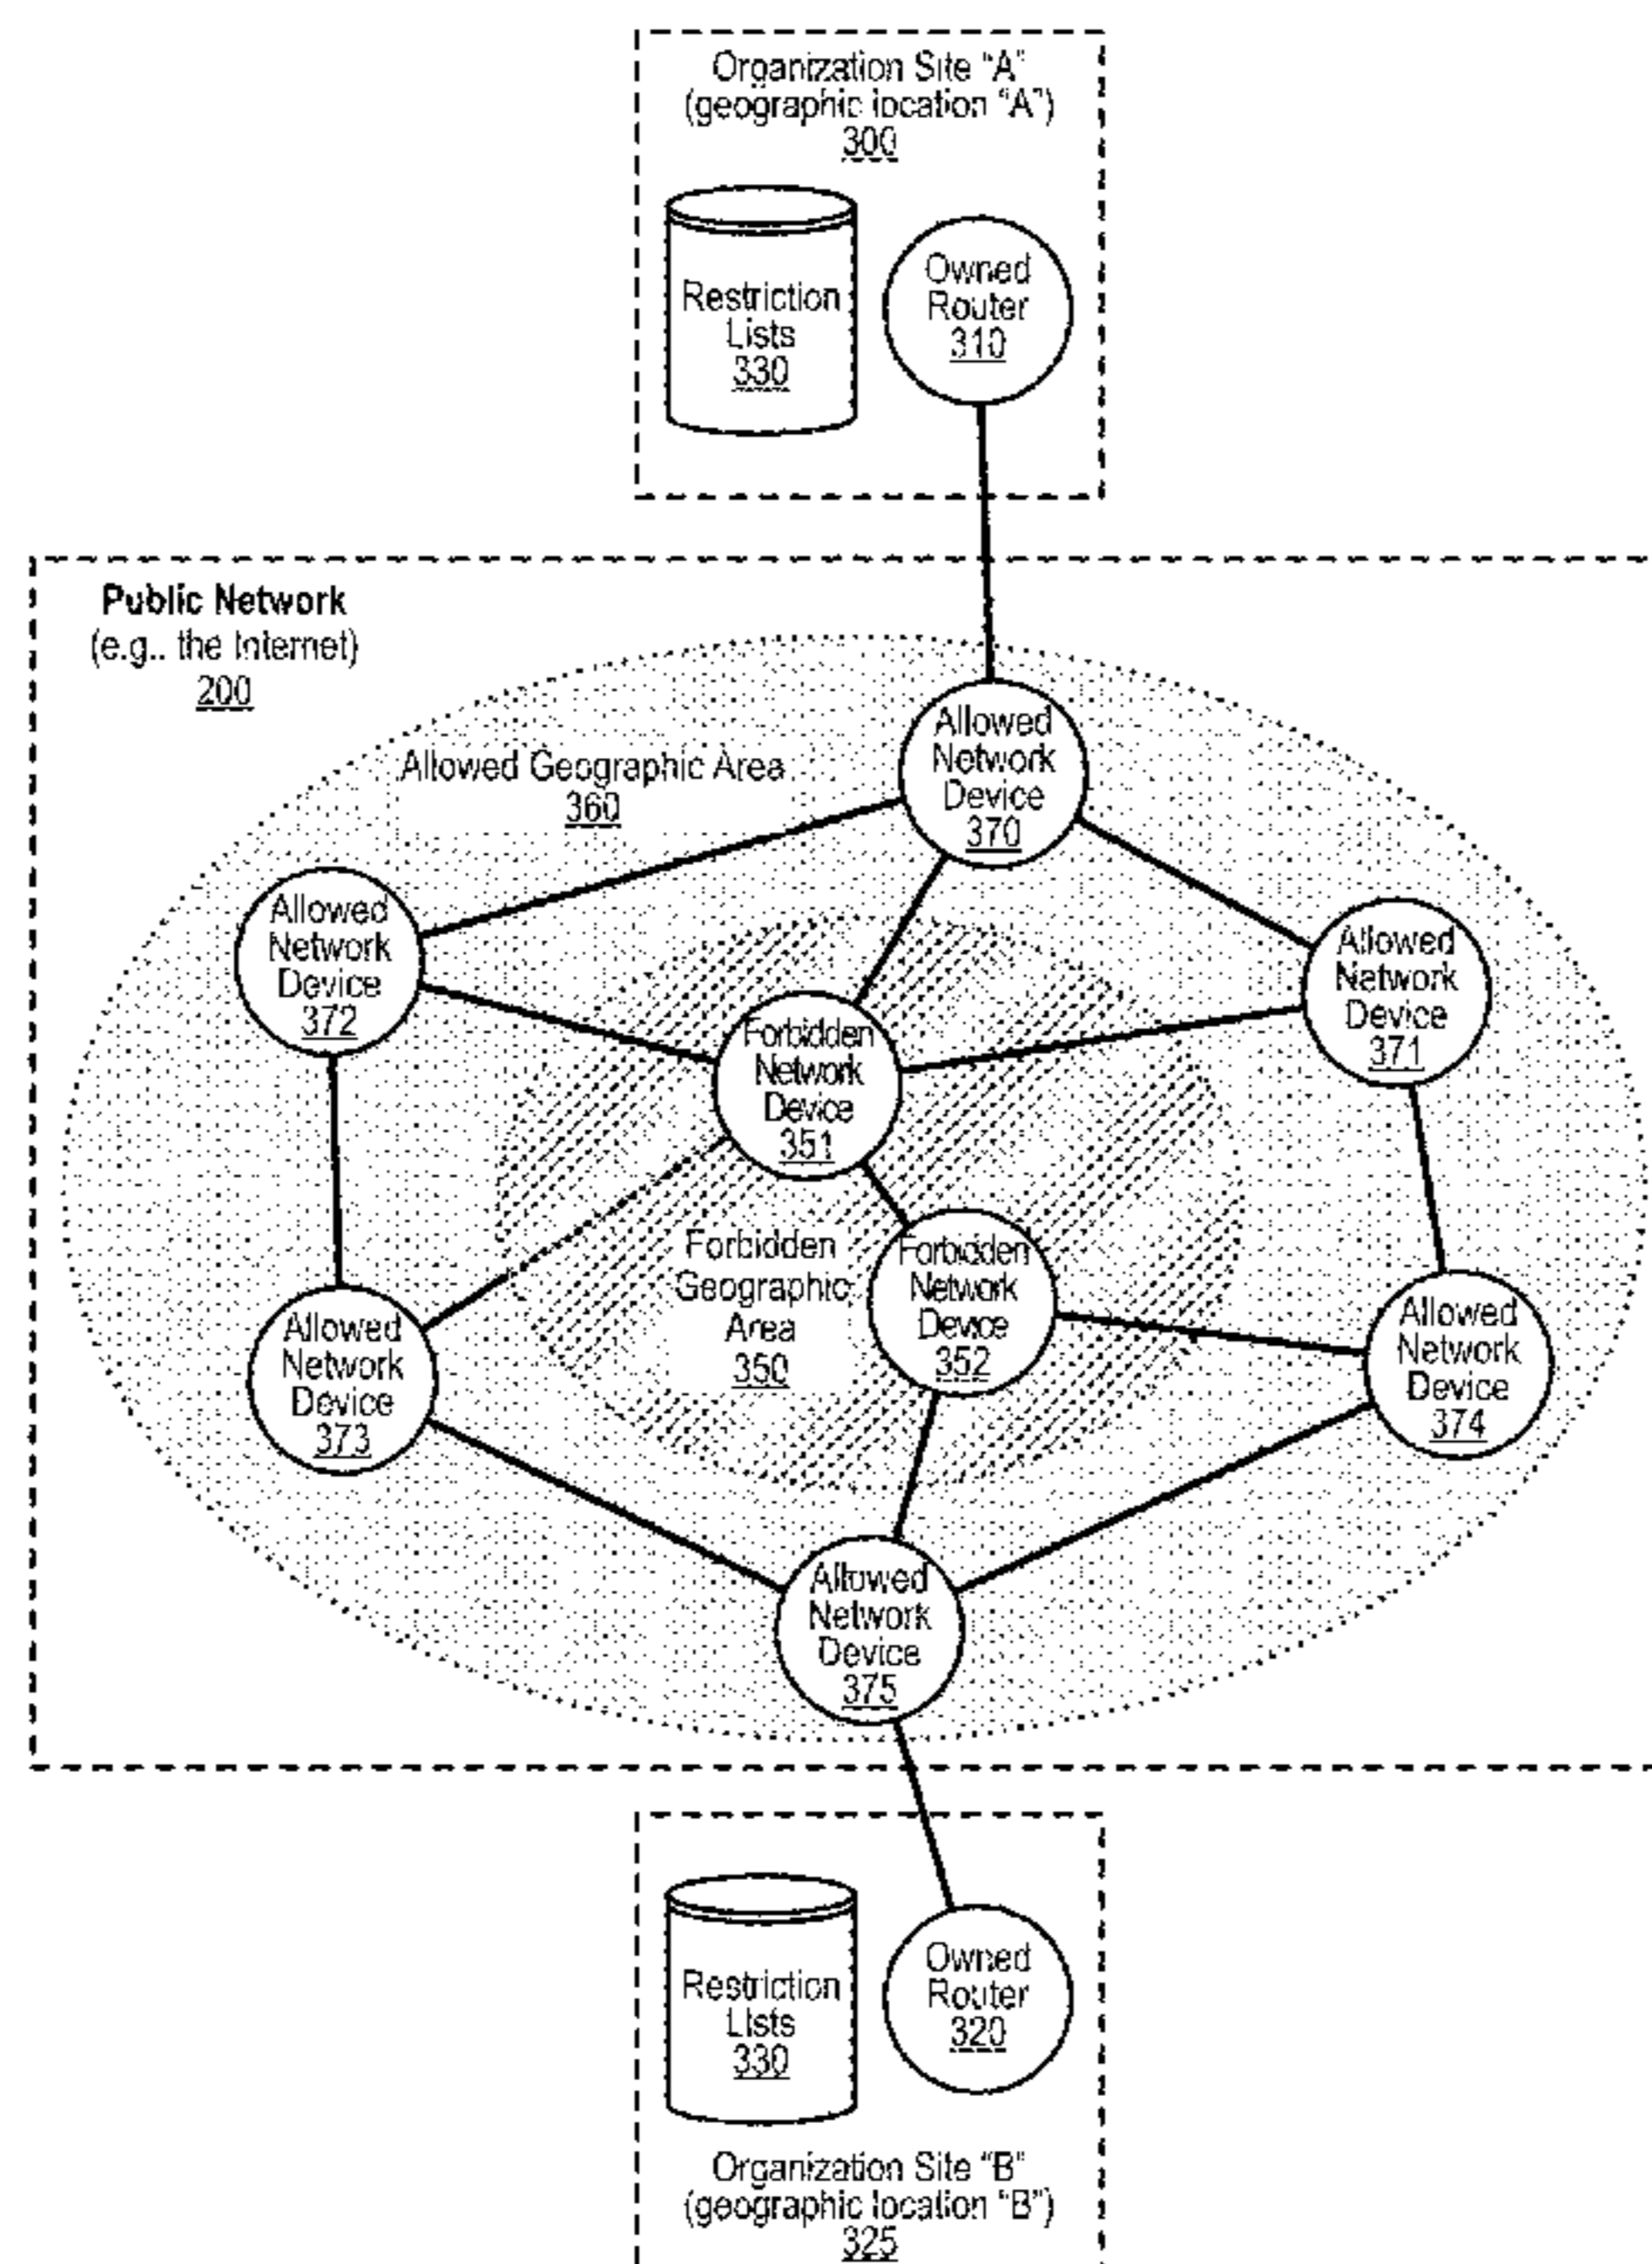 Organization Site “A”
(geographic location “A”)
300
Restriction
Lists
330
Owned
Router
310
Public Network
(e.g.. the Internet)
200
Allowed Geographic Area
360
Allowed
Network
Device
370
Allowed
Network
Device
372
Allowed
Network
Device
371
Forbidden
Network
Device
351
Forbidden
Geographic
Area
350
Forbidden
Network
Device
352
Allowed
Network
Device
373
Allowed
Network
Device
374
Allowed
Network
Device
375
Restriction
Lists
330
Owned
Router
320
Organization Site “B”
(geographic location “B”)
325